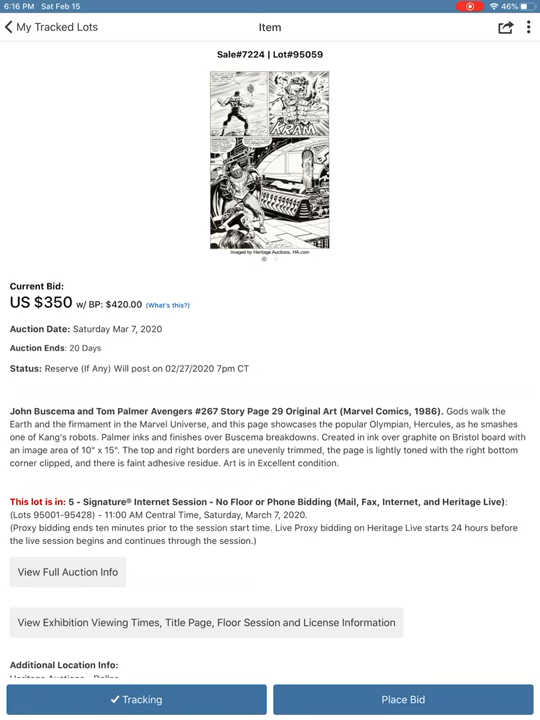 6:16 PM Sat Feb 15
46%
My Tracked Lots
Item
Sale#7224 | Lot#95059
KRAM
Imaged by Heritage Auctions, HA.com
Current Bid:
US $350 w/ BP: $420.00 (What's this?)
Auction Date: Saturday Mar 7, 2020
Auction Ends: 20 Days
Status: Reserve (If Any) Will post on 02/27/2020 7pm CT
John Buscema and Tom Palmer Avengers #267 Story Page 29 Original Art (Marvel Comics, 1986). Gods walk the
Earth and the firmament in the Marvel Universe, and this page showcases the popular Olympian, Hercules, as he smashes
one of Kang's robots. Palmer inks and finishes over Buscema breakdowns. Created in ink over graphite on Bristol board with
an image area of 10" x 15". The top and right borders are unevenly trimmed, the page is lightly toned with the right bottom
corner clipped, and there is faint adhesive residue. Art is in Excellent condition.
This lot is in: 5 - Signature® Internet Session - No Floor or Phone Bidding (Mail, Fax, Internet, and Heritage Live):
(Lots 95001-95428) - 11:00 AM Central Time, Saturday, March 7, 2020.
(Proxy bidding ends ten minutes prior to the session start time. Live Proxy bidding on Heritage Live starts 24 hours before
the live session begins and continues through the session.)
View Full Auction Info
View Exhibition Viewing Times, Title Page, Floor Session and License Information
Additional Location Info:
Heritage Auctions - Dallas
Tracking
Place Bid